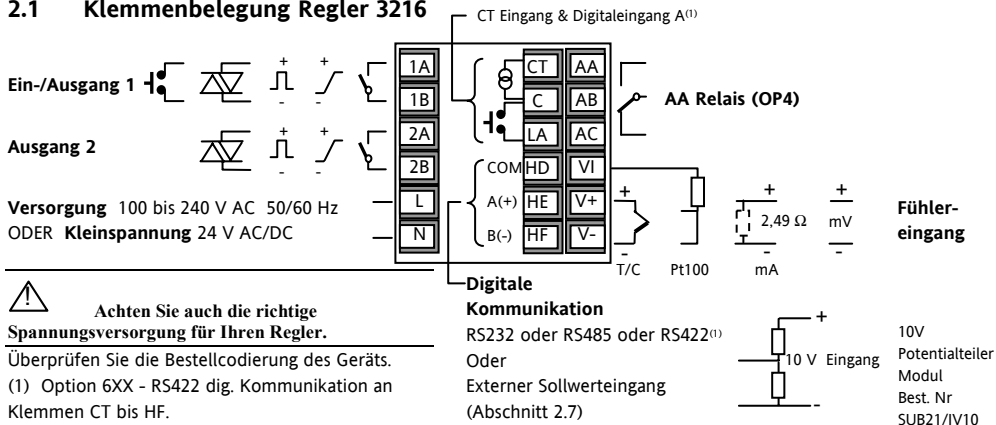 2.1 Klemmenbelegung Regler 3216
CT Eingang & Digitaleingang A(1)
Ein-/Ausgang 1
+ +
- -
1A
1B
CT
C
LA
AA
AB
AC
AA Relais (OP4)
Ausgang 2
+ +
- -
2A
2B
COM HD
VI
Versorgung 100 bis 240 V AC 50/60 Hz
L
A(+) HE
V+
ODER Kleinspannung 24 V AC/DC
N
B(-) HF
V-
+
-
T/C
Pt100
+
2,49 Ω
-
mA
+
mV
-
Fühler-
eingang
Achten Sie auch die richtige
Spannungsversorgung für Ihren Regler.
Überprüfen Sie die Bestellcodierung des Geräts.
(1) Option 6XX - RS422 dig. Kommunikation an
Klemmen CT bis HF.
Digitale
Kommunikation
RS232 oder RS485 oder RS422(1)
Oder
Externer Sollwerteingang
(Abschnitt 2.7)
+
10 V Eingang
-
10V
Potentialteiler
Modul
Best. Nr
SUB21/IV10